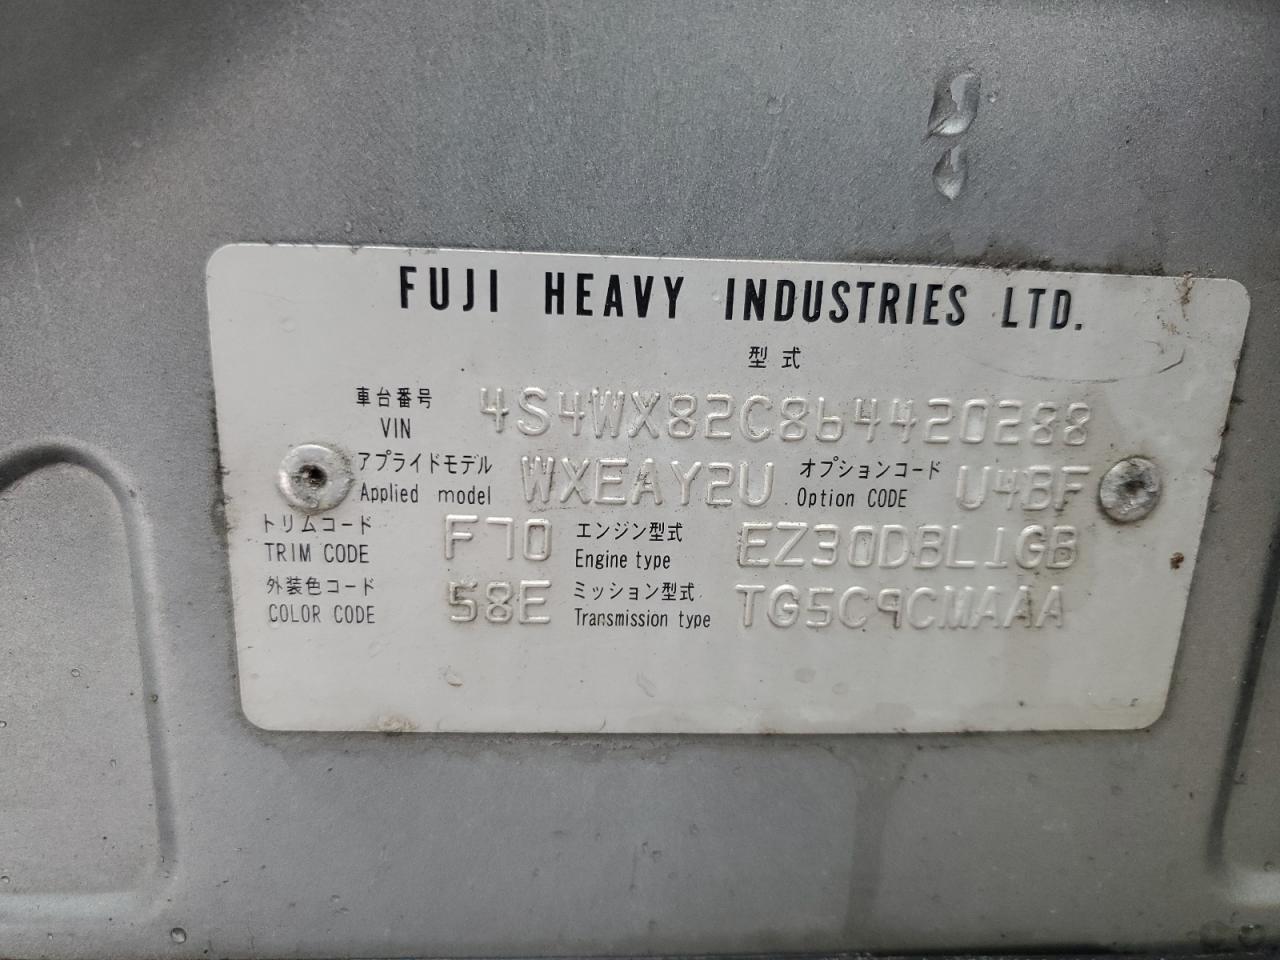 FUJI HEAVY INDUSTRIES LTD.
型式
車台番号 VIN 4S4WX82C864420288
アプライドモデル Applied model WXEAY2U オプションコード Option CODE U4BF
トリムコード TRIM CODE F70 エンジン型式 Engine type EZ30DBL1GB
外装色コード COLOR CODE 58E ミッション型式 Transmission type TG5C9CMAAA